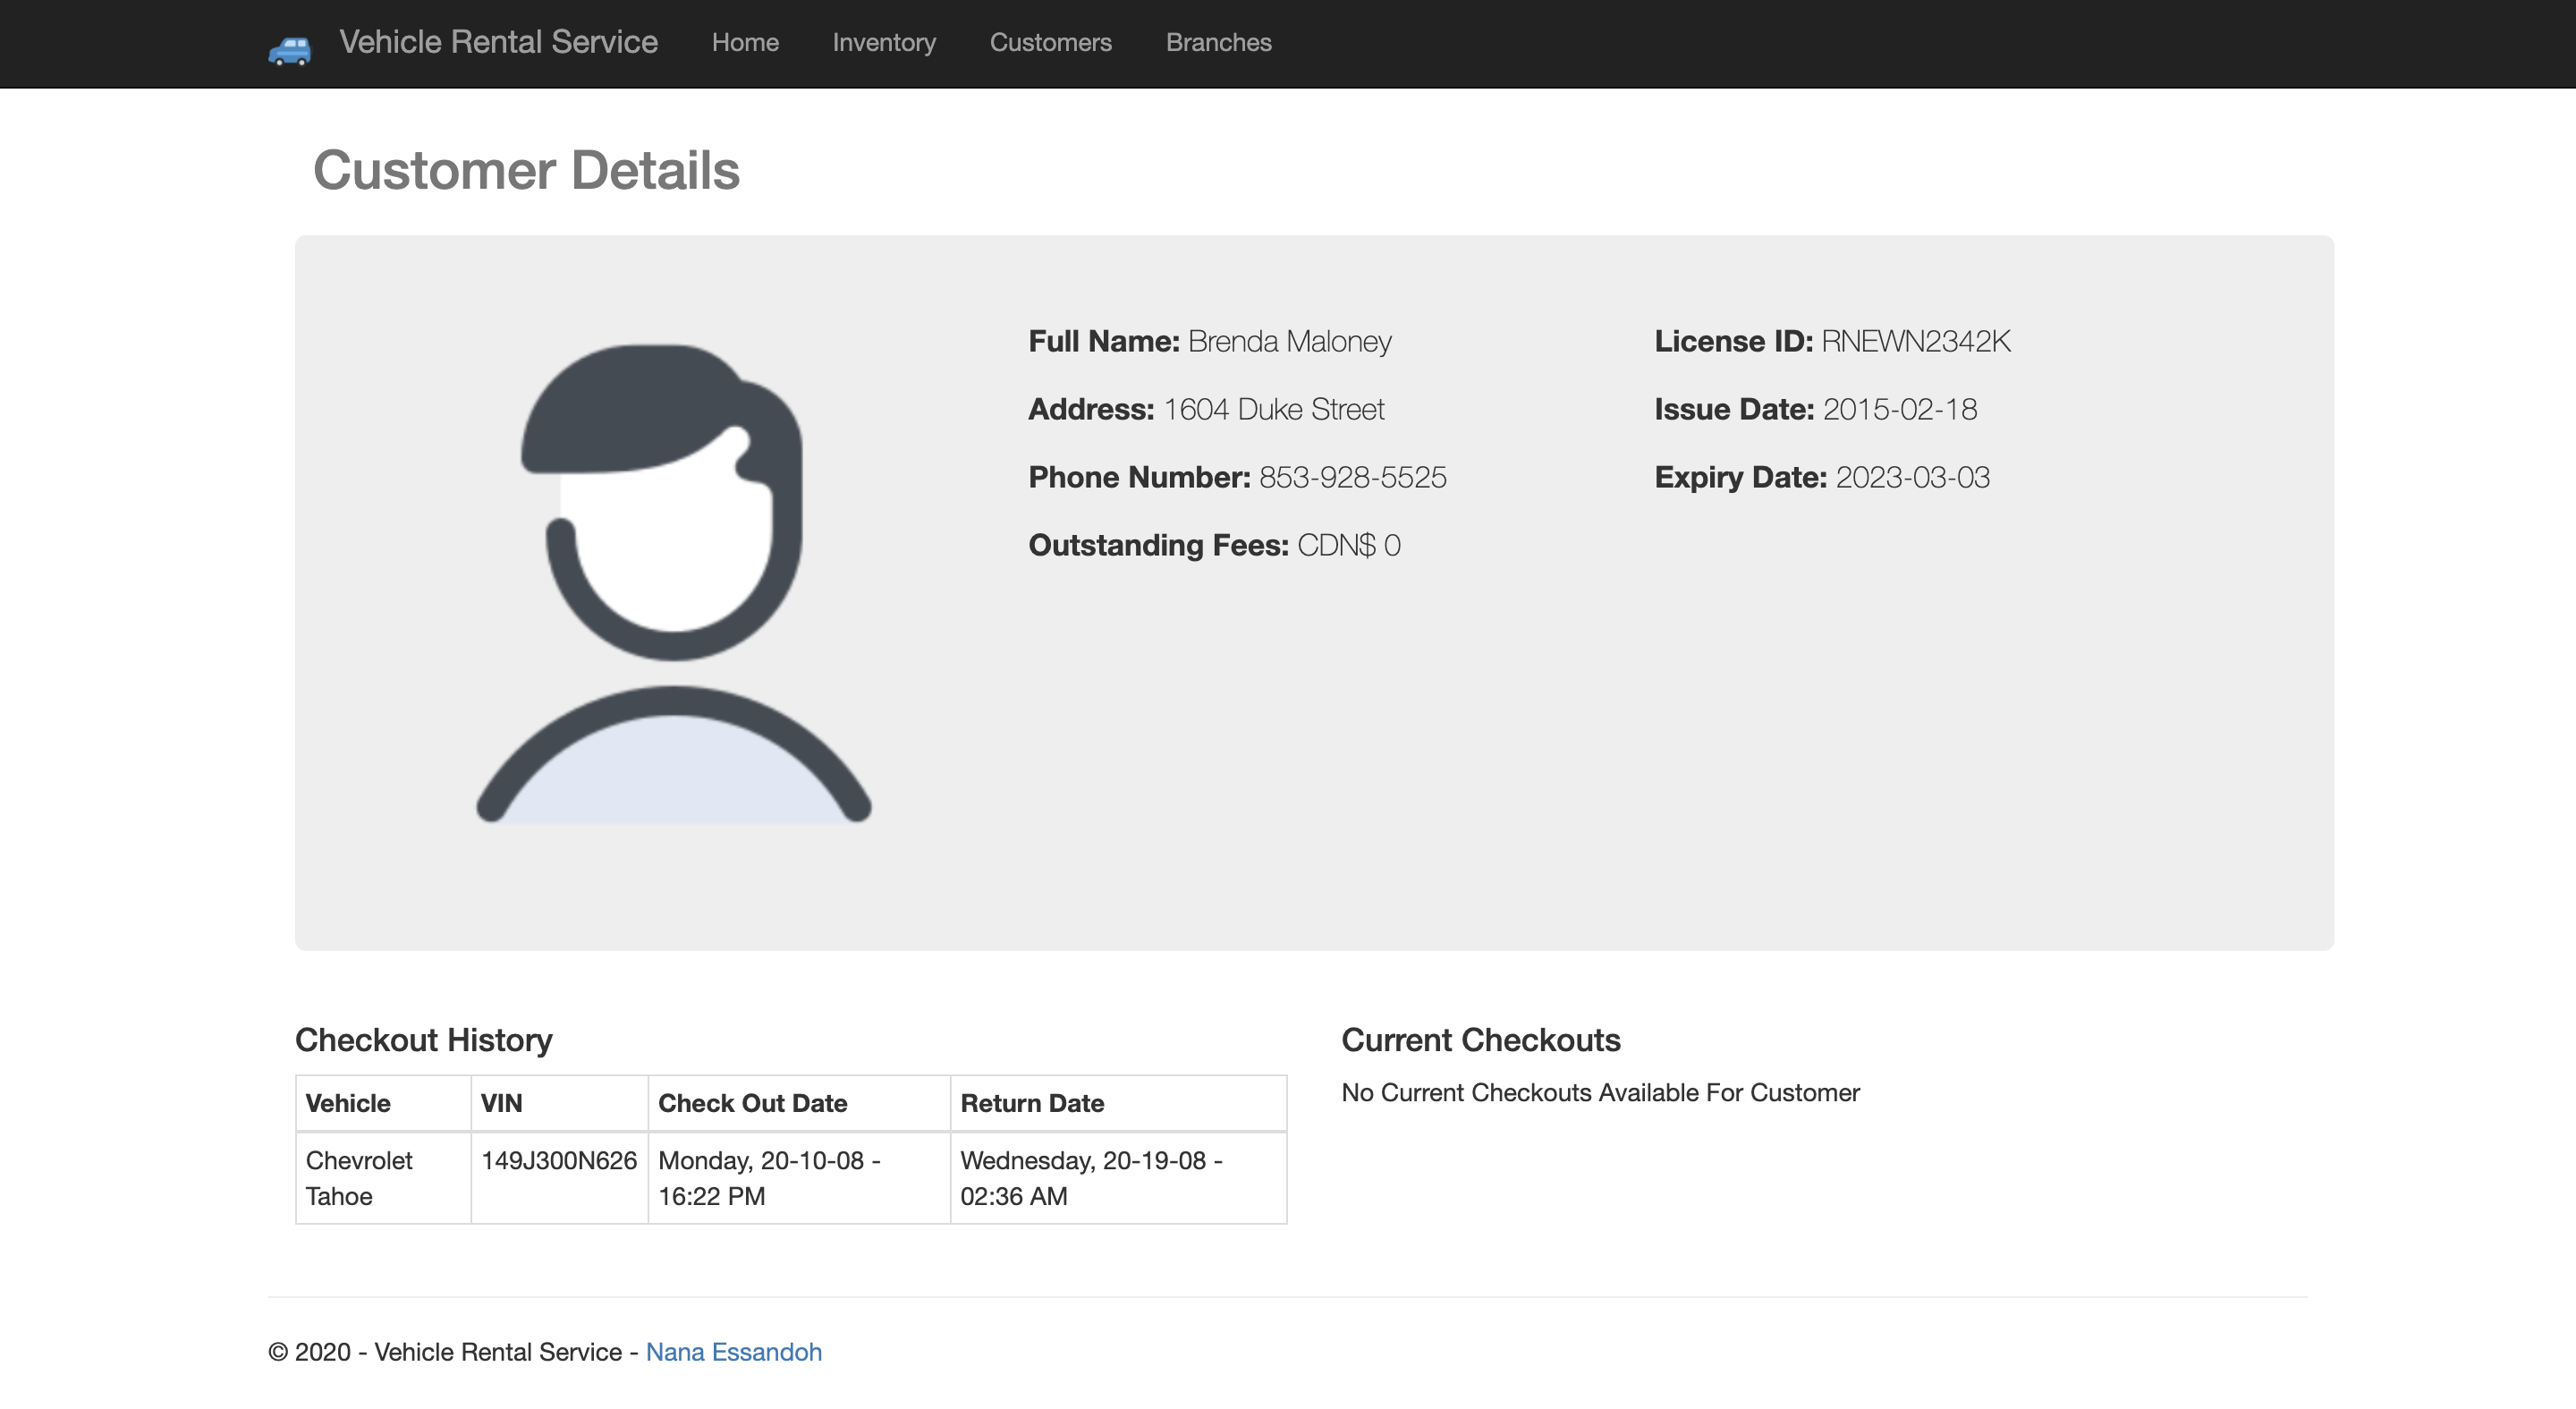 Vehicle Rental Service Home Inventory Customers Branches
Customer Details
Full Name: Brenda Maloney
Address: 1604 Duke Street
Phone Number: 853-928-5525
Outstanding Fees: CDN$ 0
License ID: RNEWN2342K
Issue Date: 2015-02-18
Expiry Date: 2023-03-03
Checkout History
Vehicle VIN Check Out Date Return Date
Chevrolet Tahoe 149J300N626 Monday, 20-10-08 - 16:22 PM Wednesday, 20-19-08 - 02:36 AM
Current Checkouts
No Current Checkouts Available For Customer
© 2020 - Vehicle Rental Service - Nana Essandoh